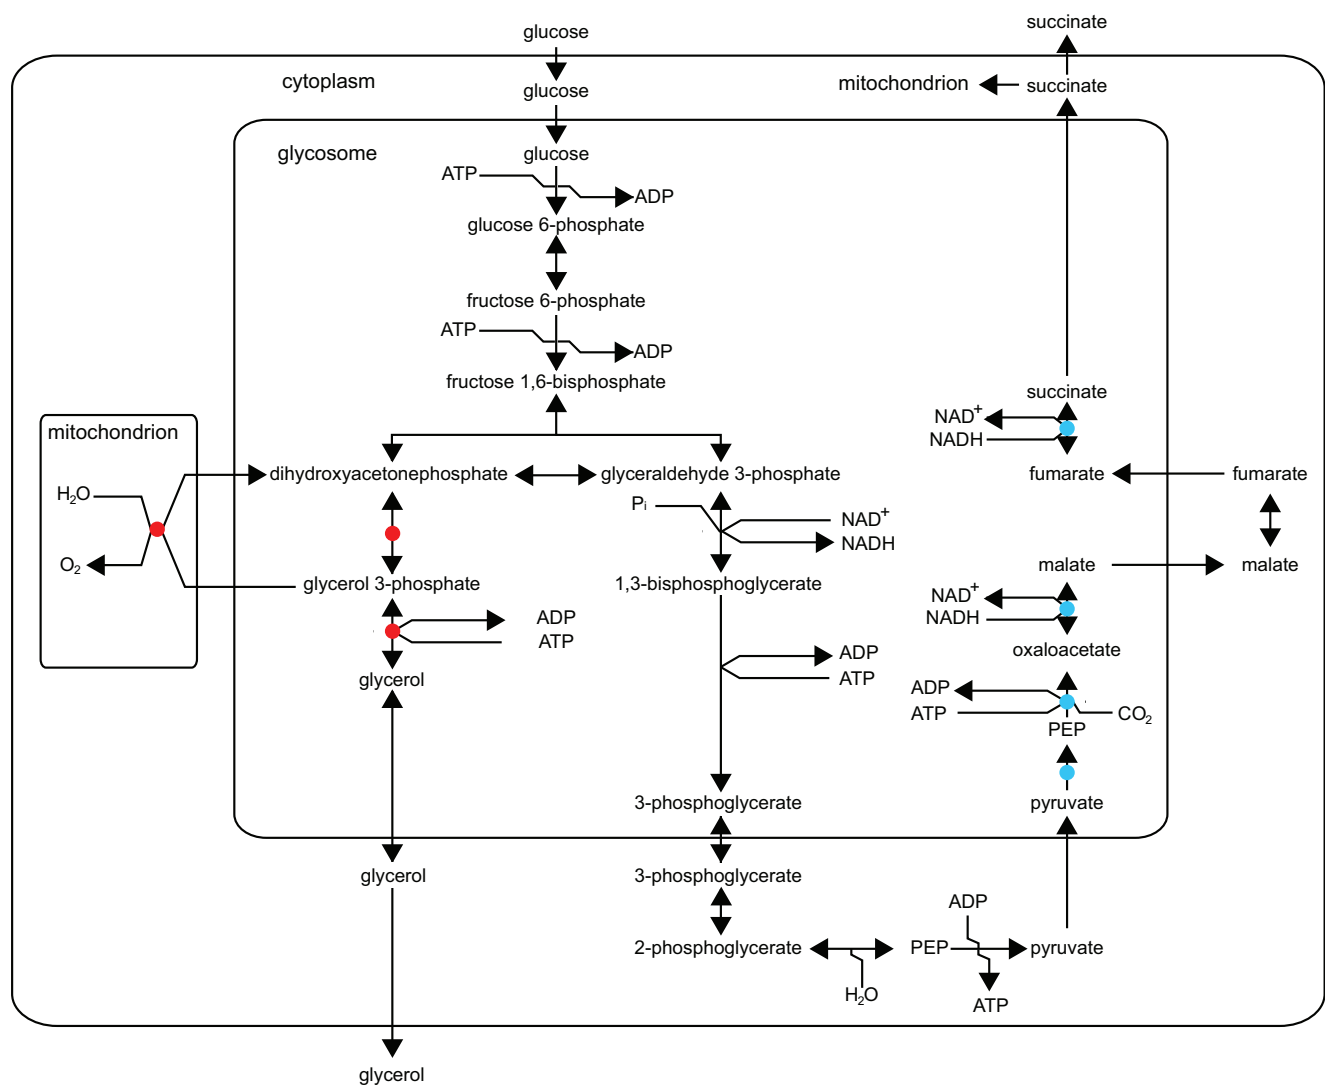 succinate
glucose
cytoplasm
mitochondrion
succinate
glucose
glycosome
glucose
ATP
ADP
glucose 6-phosphate
fructose 6-phosphate
ATP
ADP
fructose 1,6-bisphosphate
succinate
NAD+
NADH
mitochondrion
dihydroxyacetonephosphate
glyceraldehyde 3-phosphate
fumarate
fumarate
H2O
Pi
NAD+
NADH
O2
glycerol 3-phosphate
1,3-bisphosphoglycerate
malate
malate
NAD+
NADH
ADP
ATP
oxaloacetate
ADP
ATP
glycerol
ADP
ATP
CO2
PEP
3-phosphoglycerate
pyruvate
glycerol
3-phosphoglycerate
ADP
2-phosphoglycerate
PEP
pyruvate
H2O
ATP
glycerol